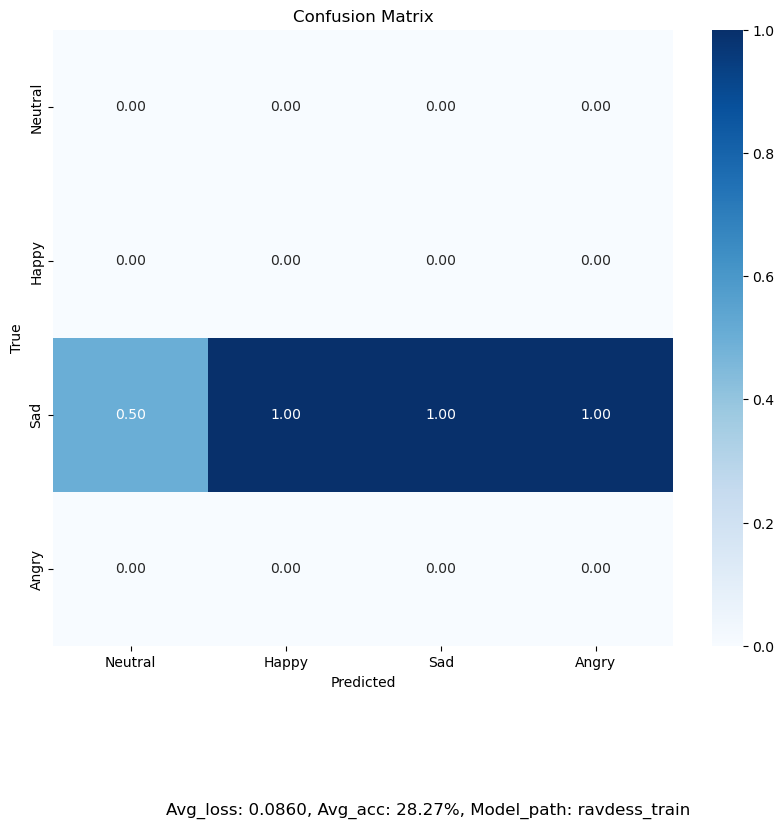 Confusion Matrix
1.0
Neutral 0.00 0.00 0.00 0.00
0.8
Happy 0.00 0.00 0.00 0.00
0.6
True
Sad 0.50 1.00 1.00 1.00
0.4
0.2
Angry 0.00 0.00 0.00 0.00
0.0
Neutral Happy Sad Angry
Predicted
Avg_loss: 0.0860, Avg_acc: 28.27%, Model_path: ravdess_train